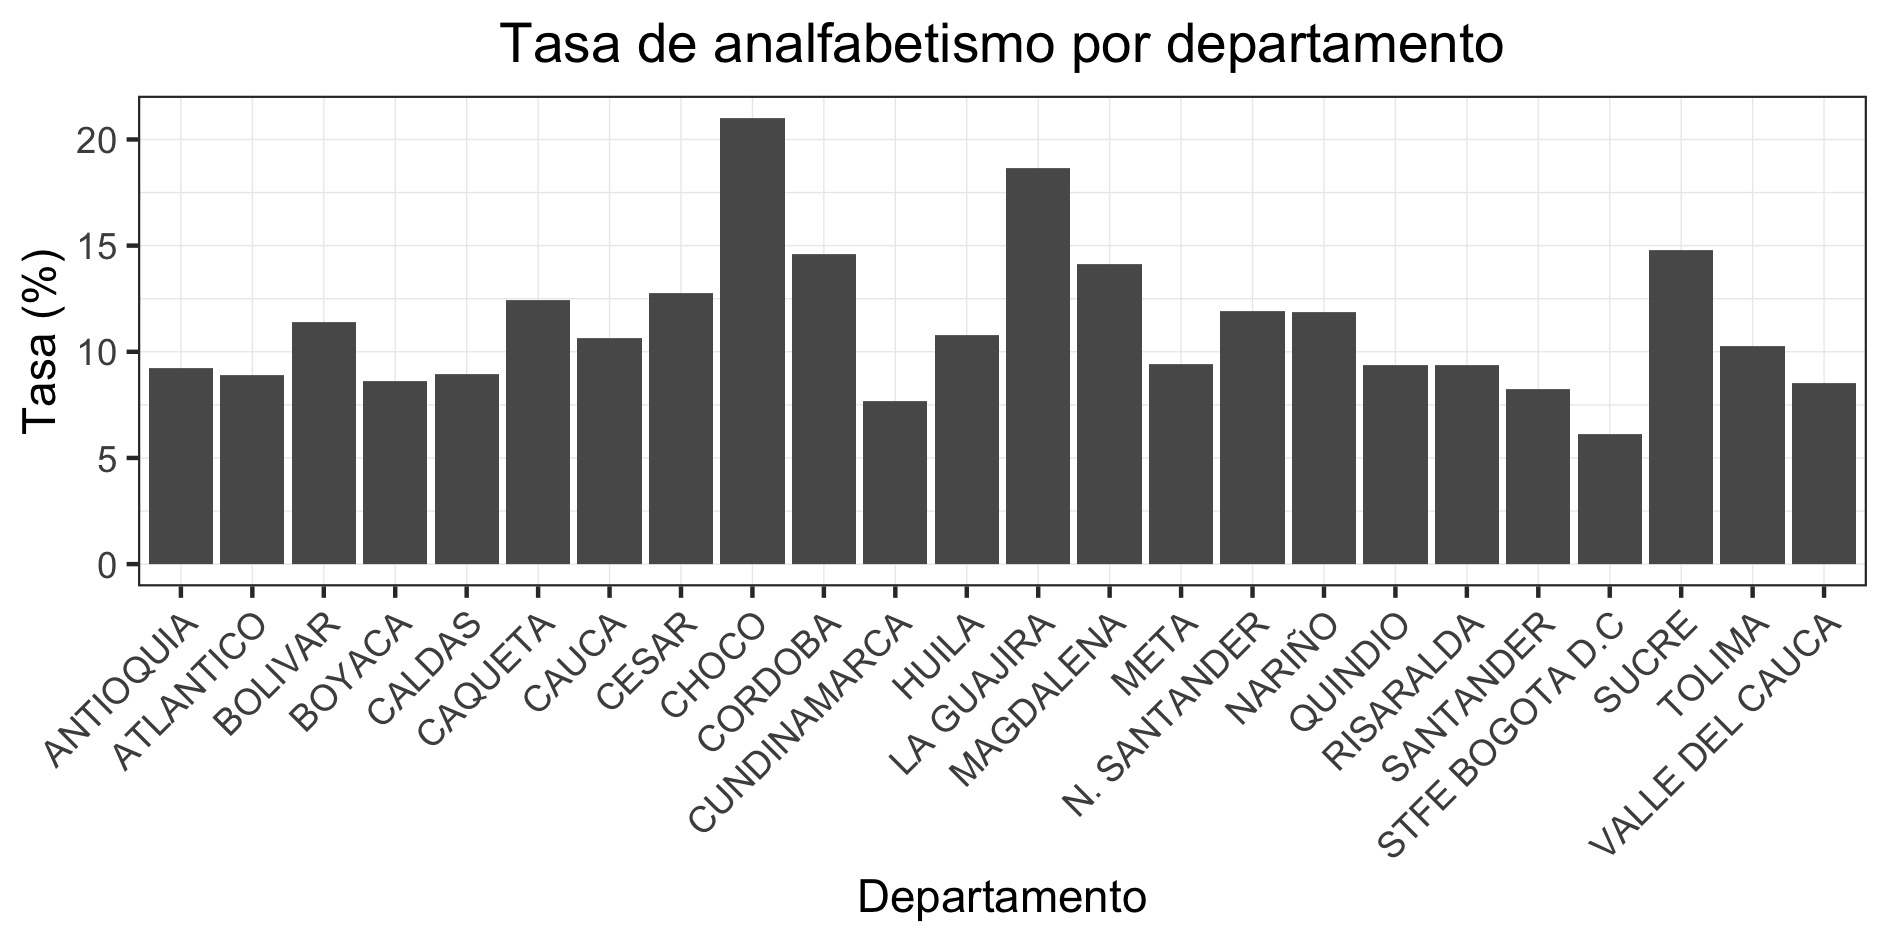 Tasa de analfabetismo por departamento
Tasa (%)
20
15
10
5
0
ANTIOQUIA
ATLANTICO
BOLIVAR
BOYACA
CALDAS
CAQUETA
CAUCA
CESAR
CHOCO
CORDOBA
CUNDINAMARCA
HUILA
LA GUAJIRA
MAGDALENA
META
N. SANTANDER
NARIÑO
QUINDIO
RISARALDA
SANTANDER
STFE BOGOTA D.C
SUCRE
TOLIMA
VALLE DEL CAUCA
Departamento